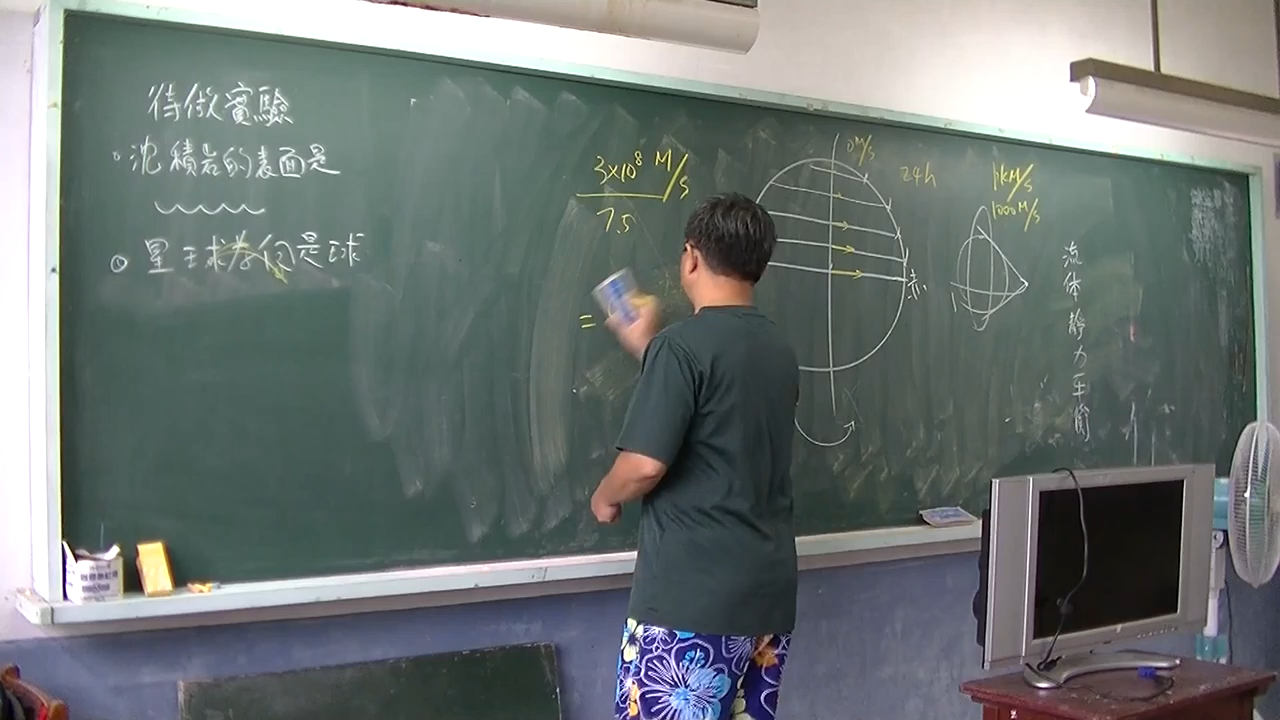 待做實驗
沈積岩的表面是
星球為何是球
3×10⁸ M/s
7.5
=
0M/s
24h
赤
1kM/s
1000M/s
流体静力平衡